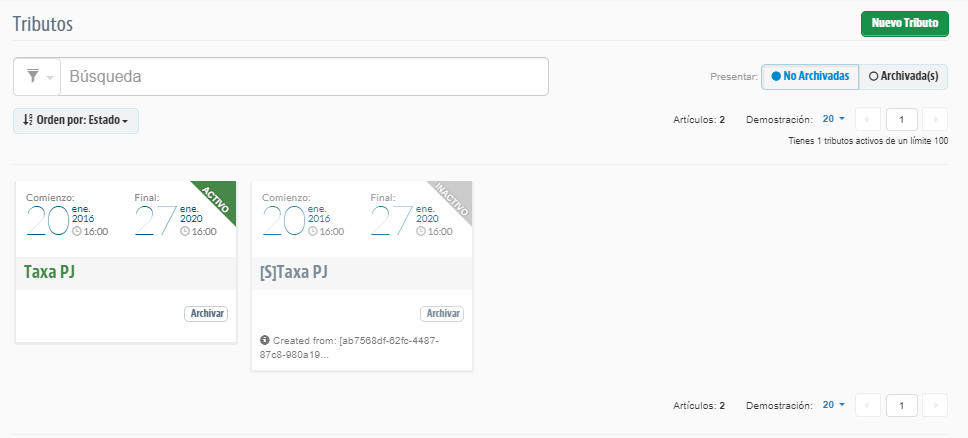 Tributos
Nuevo Tributo
Búsqueda
Presentar: No Archivadas Archivada(s)
Orden por: Estado
Artículos: 2 Demostración: 20 1
Tienes 1 tributos activos de un límite 100
ACTIVO
Comienzo: Final:
20 ene. 2016 16:00 27 ene. 2020 16:00
Taxa PJ
Archivar
INACTIVO
Comienzo: Final:
20 ene. 2016 16:00 27 ene. 2020 16:00
[S]Taxa PJ
Archivar
Created from: [ab7568df-62fc-4487-
87c8-980a19...
Artículos: 2 Demostración: 20 1